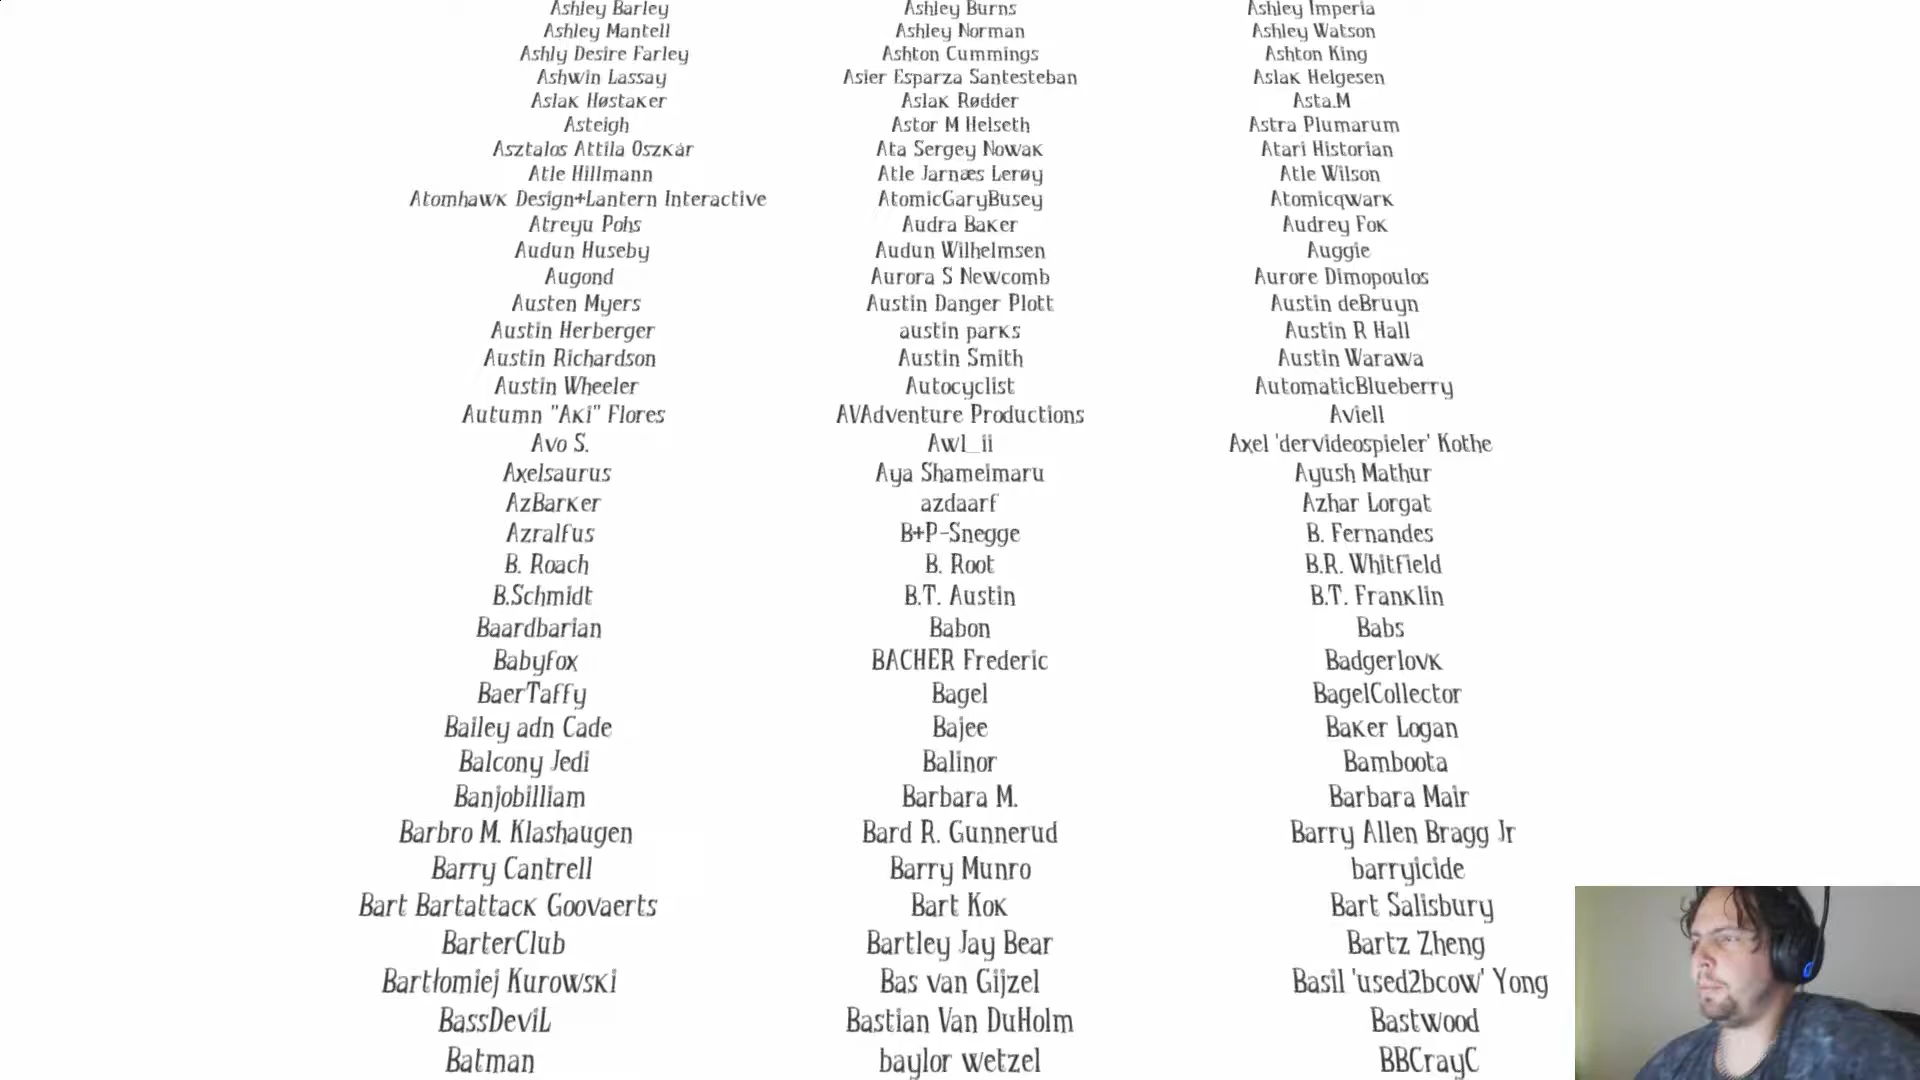 Ashley Barley Ashley Burns Ashley Imperia
Ashley Mantell Ashley Norman Ashley Watson
Ashly Desire Farley Ashton Cummings Ashton King
Ashwin Lassay Asier Esparza Santesteban Aslak Helgesen
Aslak Høstaker Aslak Rødder Asta.M
Asteigh Astor M Helseth Astra Plumarum
Asztalos Attila Oszkár Ata Sergey Nowak Atari Historian
Atle Hillmann Atle Jarnæs Lerøy Atle Wilson
Atomhawk Design+Lantern Interactive AtomicGaryBusey Atomicqwark
Atreyu Pohs Audra Baker Audrey Fok
Audun Huseby Audun Wilhelmsen Auggie
Augond Aurora S Newcomb Aurore Dimopoulos
Austen Myers Austin Danger Plott Austin deBruyn
Austin Herberger austin parks Austin R Hall
Austin Richardson Austin Smith Austin Warawa
Austin Wheeler Autocyclist AutomaticBlueberry
Autumn "Aki" Flores AVAdventure Productions Aviell
Avo S. Awl_ii Axel 'dervideospieler' Kothe
Axelsaurus Aya Shameimaru Ayush Mathur
AzBarker azdaarf Azhar Lorgat
Azralfus B+P-Snegge B. Fernandes
B. Roach B. Root B.R. Whitfield
B.Schmidt B.T. Austin B.T. Franklin
Baardbarian Babon Babs
Babyfox BACHER Frederic Badgerlovk
BaerTaffy Bagel BagelCollector
Bailey adn Cade Bajee Baker Logan
Balcony Jedi Balinor Bamboota
Banjobilliam Barbara M. Barbara Mair
Barbro M. Klashaugen Bard R. Gunnerud Barry Allen Bragg Jr
Barry Cantrell Barry Munro barryicide
Bart Bartattack Goovaerts Bart Kok Bart Salisbury
BarterClub Bartley Jay Bear Bartz Zheng
Bartłomiej Kurowski Bas van Gijzel Basil 'used2bcow' Yong
BassDeviL Bastian Van DuHolm Bastwood
Batman baylor wetzel BBCrayC